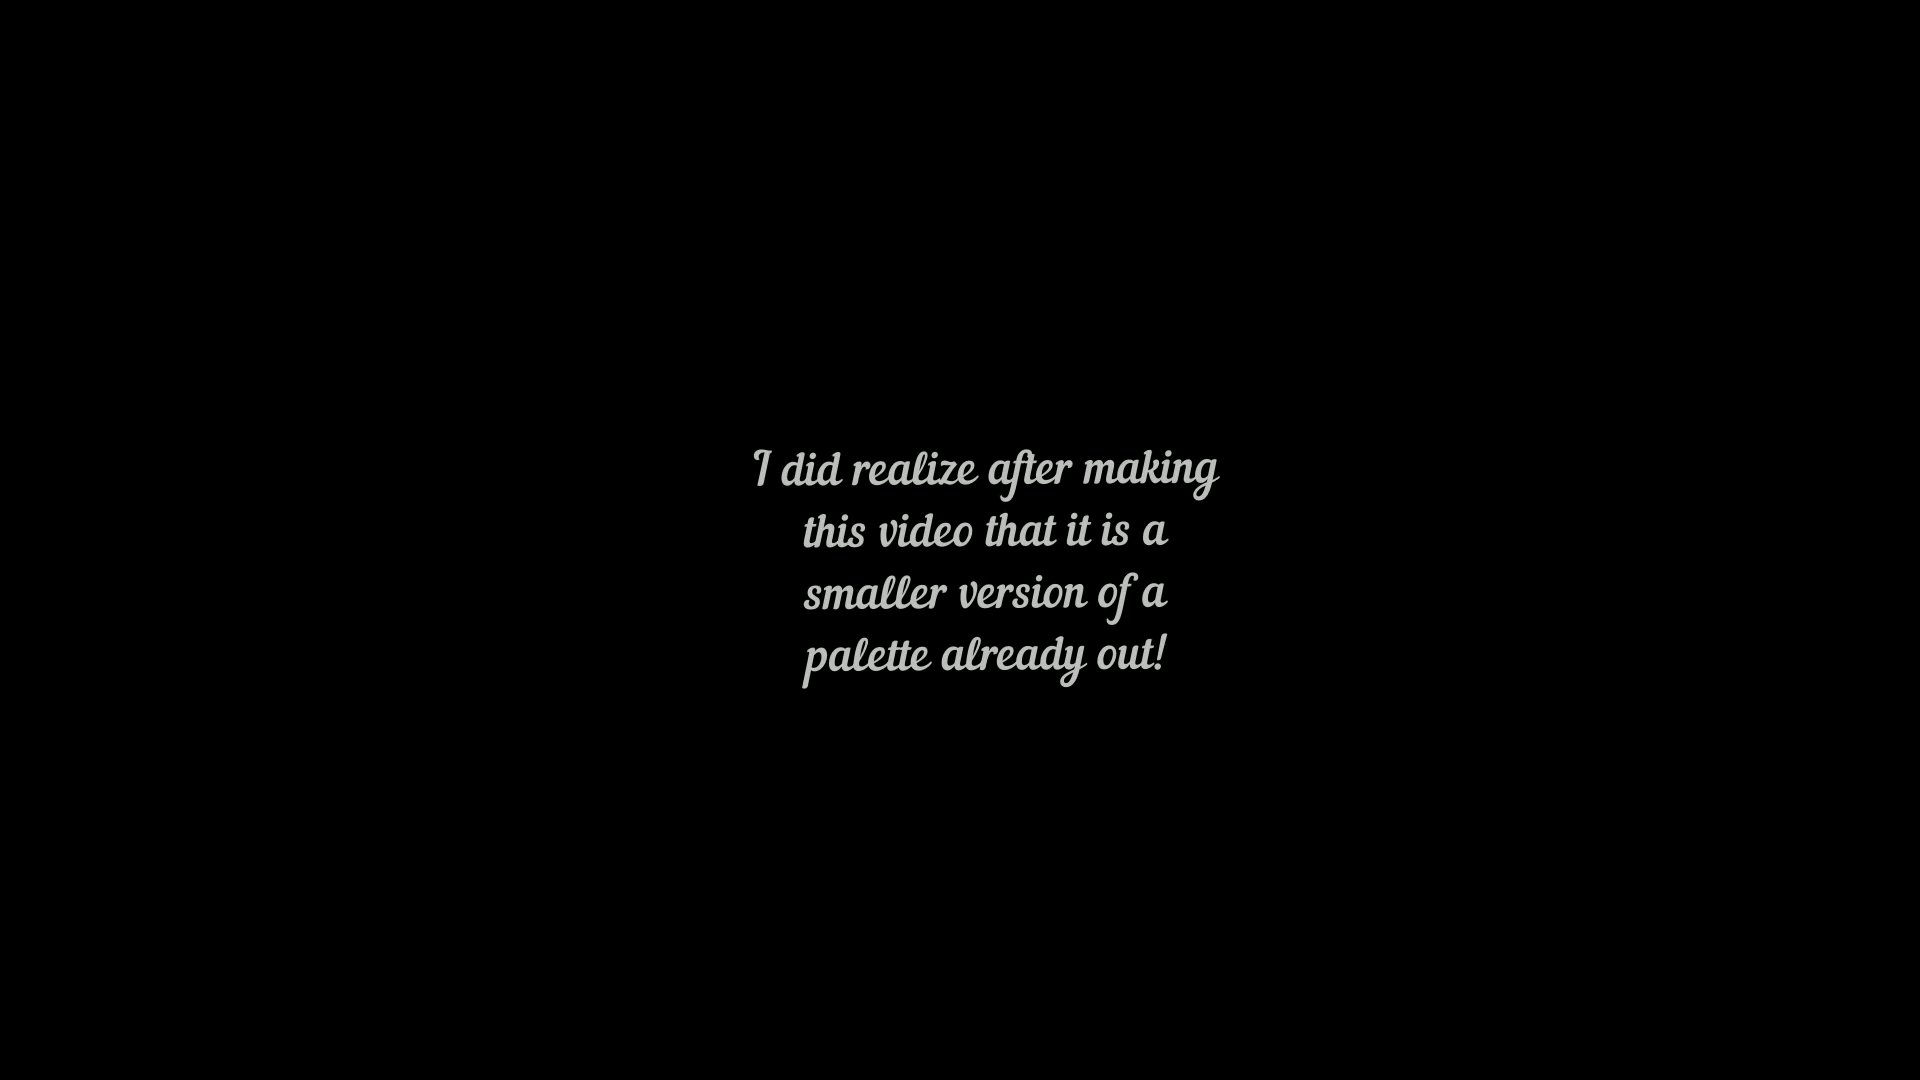 I did realize after making
this video that it is a
smaller version of a
palette already out!